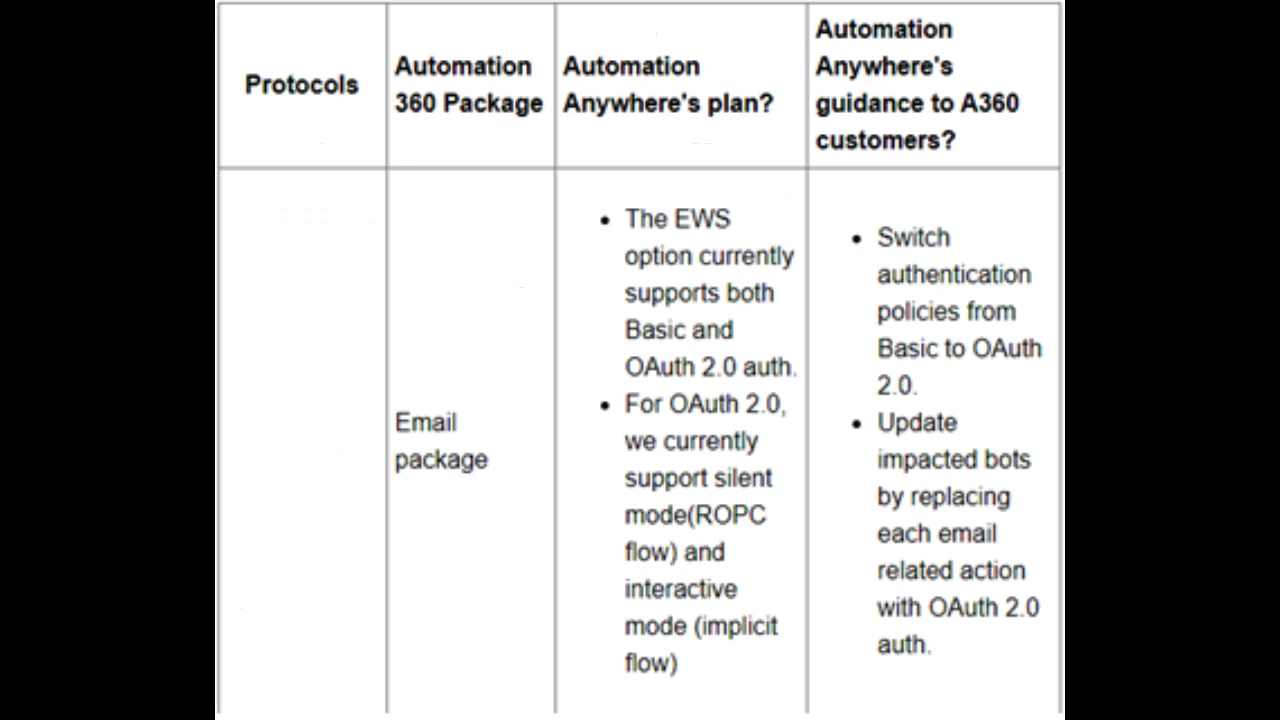 Protocols
Automation
360 Package
Automation
Anywhere's plan?
Automation
Anywhere's
guidance to A360
customers?
Email
package
• The EWS
option currently
supports both
Basic and
OAuth 2.0 auth.
• For OAuth 2.0,
we currently
support silent
mode(ROPC
flow) and
interactive
mode (implicit
flow)
• Switch
authentication
policies from
Basic to OAuth
2.0.
• Update
impacted bots
by replacing
each email
related action
with OAuth 2.0
auth.